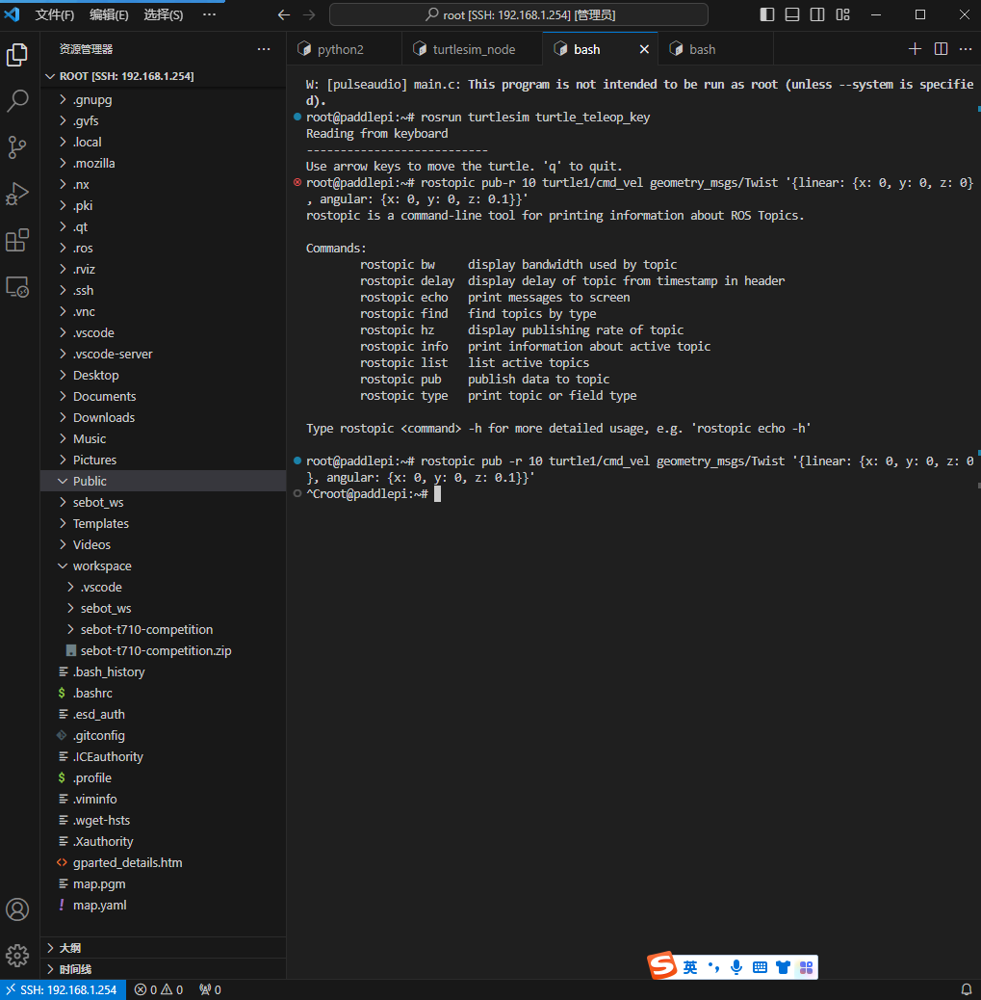 文件(F) 编辑(E) 选择(S) ··· root [SSH: 192.168.1.254] [管理员]
资源管理器
ROOT [SSH: 192.168.1.254]
.gnupg
.gvfs
.local
.mozilla
.nx
.pki
.qt
.ros
.rviz
.ssh
.vnc
.vscode
.vscode-server
Desktop
Documents
Downloads
Music
Pictures
Public
sebot_ws
Templates
Videos
workspace
.vscode
sebot_ws
sebot-t710-competition
sebot-t710-competition.zip
.bash_history
.bashrc
.esd_auth
.gitconfig
.ICEauthority
.profile
.viminfo
.wget-hsts
.Xauthority
gparted_details.htm
map.pgm
map.yaml
大纲
时间线
python2 turtlesim_node bash bash
W: [pulseaudio] main.c: This program is not intended to be run as root (unless --system is specifie
d).
root@paddlepi:~# rosrun turtlesim turtle_teleop_key
Reading from keyboard
---------------------------
Use arrow keys to move the turtle. 'q' to quit.
root@paddlepi:~# rostopic pub-r 10 turtle1/cmd_vel geometry_msgs/Twist '{linear: {x: 0, y: 0, z: 0}
, angular: {x: 0, y: 0, z: 0.1}}'
rostopic is a command-line tool for printing information about ROS Topics.
Commands:
rostopic bw display bandwidth used by topic
rostopic delay display delay of topic from timestamp in header
rostopic echo print messages to screen
rostopic find find topics by type
rostopic hz display publishing rate of topic
rostopic info print information about active topic
rostopic list list active topics
rostopic pub publish data to topic
rostopic type print topic or field type
Type rostopic <command> -h for more detailed usage, e.g. 'rostopic echo -h'
root@paddlepi:~# rostopic pub -r 10 turtle1/cmd_vel geometry_msgs/Twist '{linear: {x: 0, y: 0, z: 0
}, angular: {x: 0, y: 0, z: 0.1}}'
^Croot@paddlepi:~#
S 英
SSH: 192.168.1.254 0 0 0